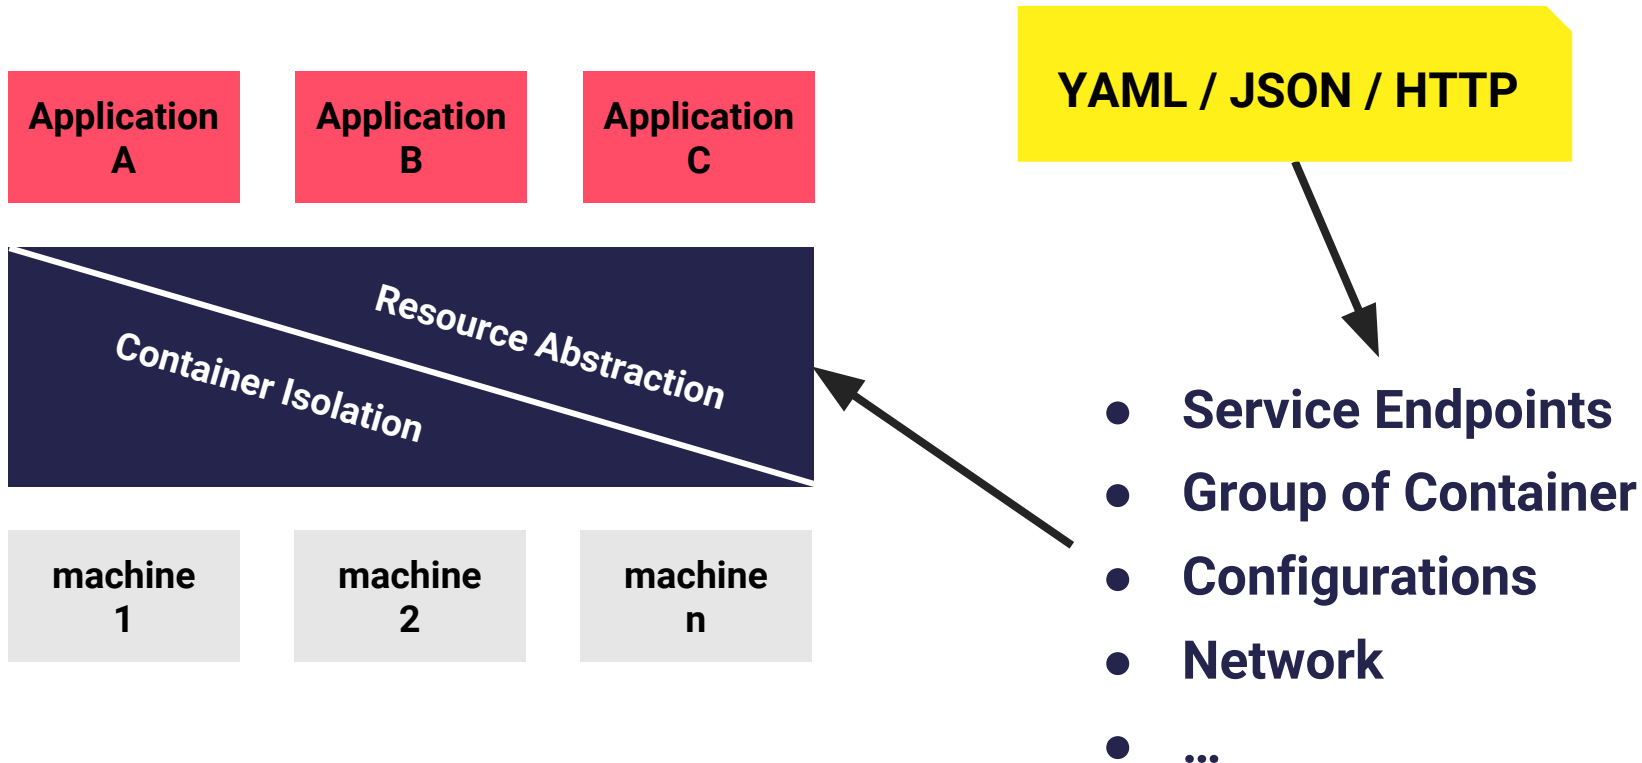 Application
A
Application
B
Application
C
Resource Abstraction
Container Isolation
machine
1
machine
2
machine
n
YAML / JSON / HTTP
● Service Endpoints
● Group of Container
● Configurations
● Network
● ...